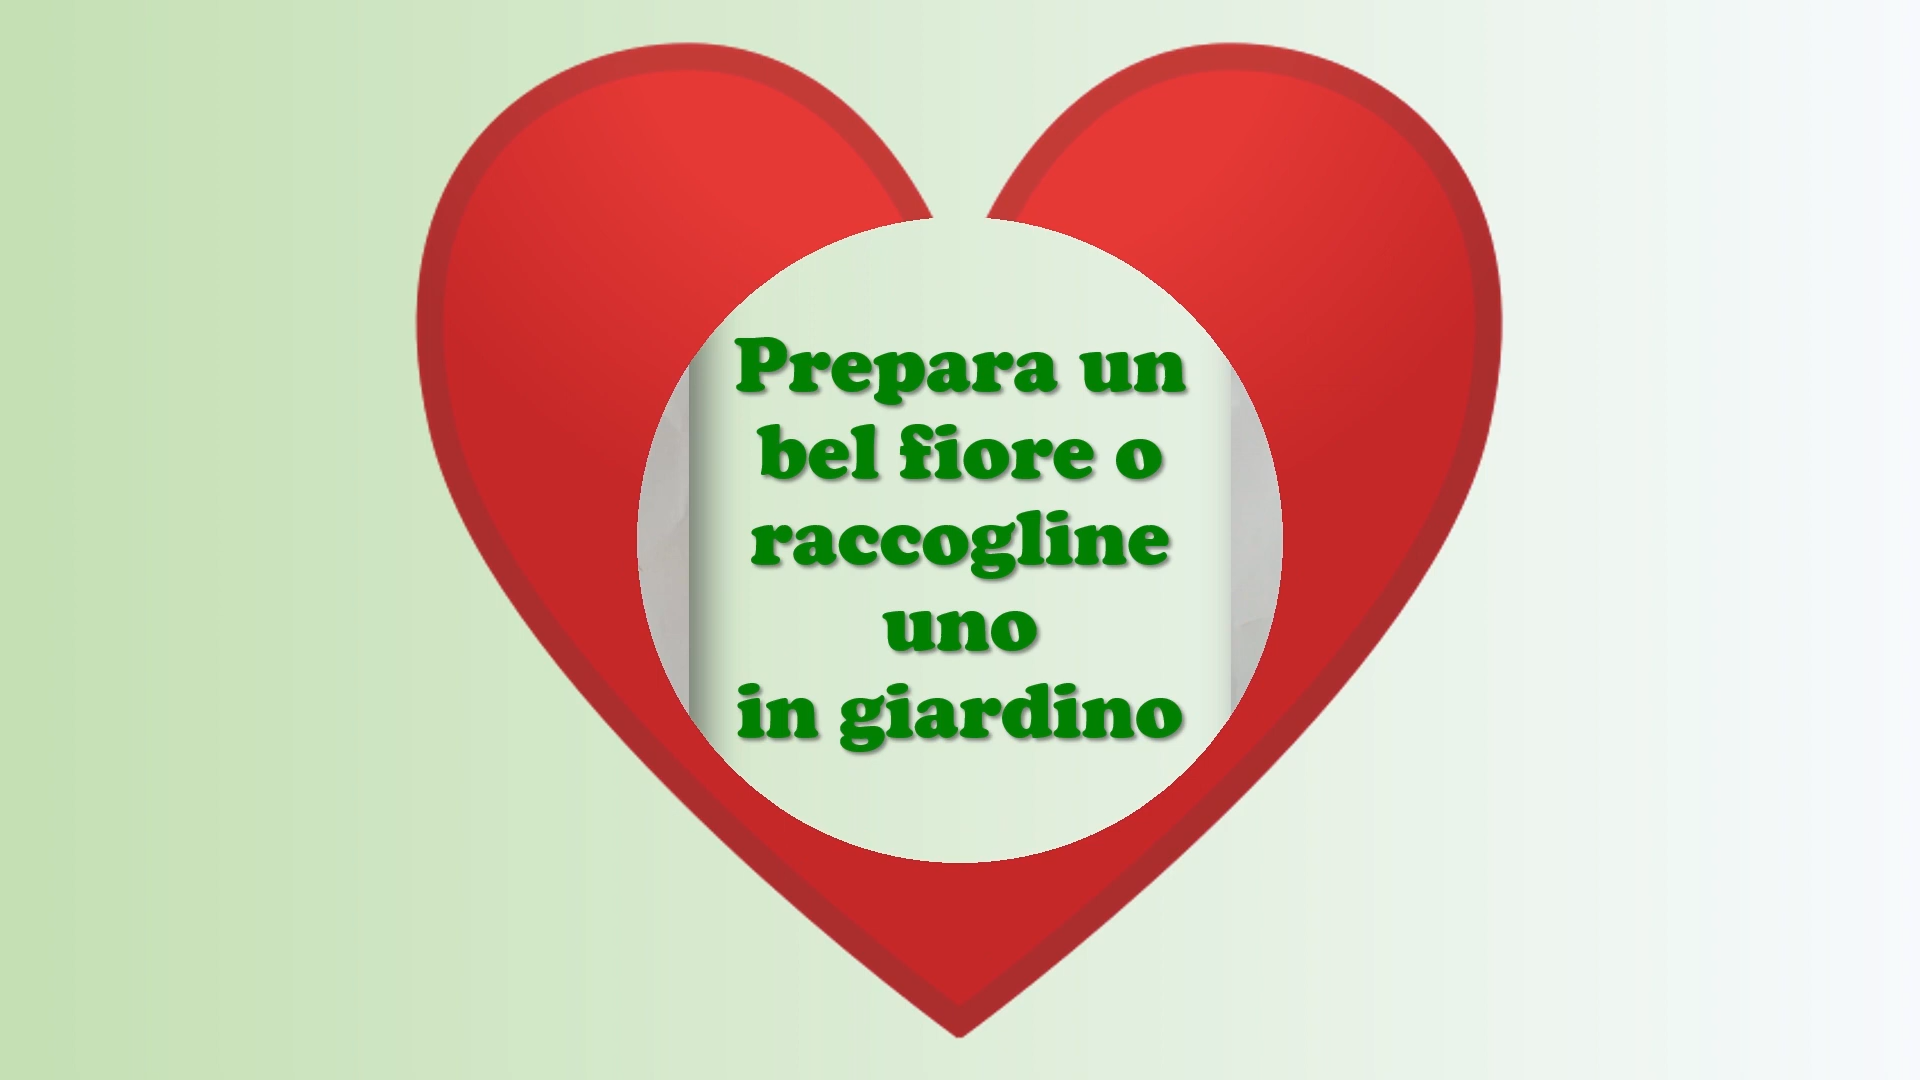 Prepara un
bel fiore o
raccogline
uno
in giardino